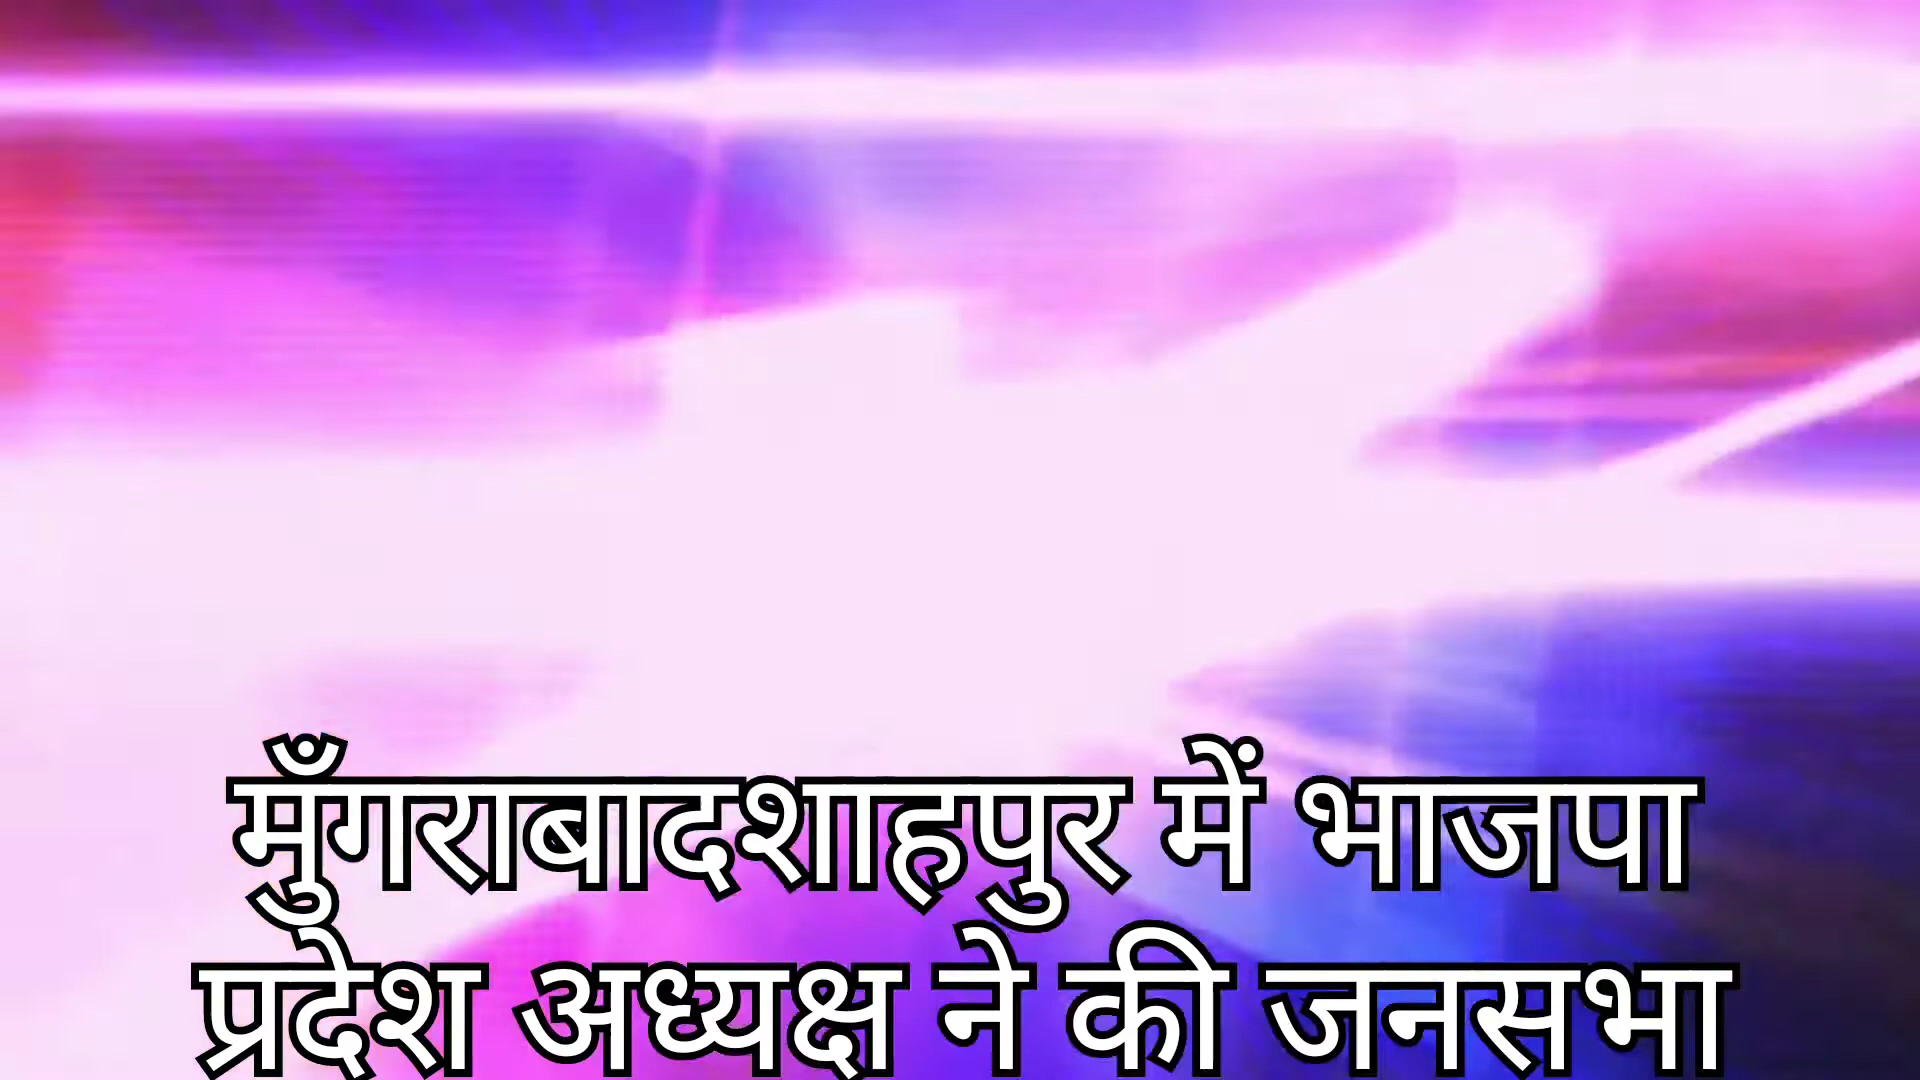 मुँगराबादशाहपुर में भाजपा
प्रदेश अध्यक्ष ने की जनसभा